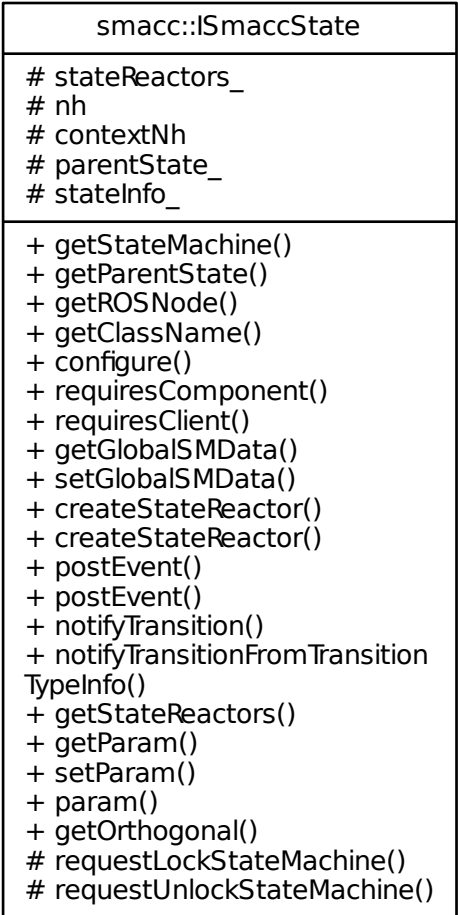 smacc::ISmaccState
# stateReactors_
# nh
# contextNh
# parentState_
# stateInfo_
+ getStateMachine()
+ getParentState()
+ getROSNode()
+ getClassName()
+ configure()
+ requiresComponent()
+ requiresClient()
+ getGlobalSMData()
+ setGlobalSMData()
+ createStateReactor()
+ createStateReactor()
+ postEvent()
+ postEvent()
+ notifyTransition()
+ notifyTransitionFromTransition
TypeInfo()
+ getStateReactors()
+ getParam()
+ setParam()
+ param()
+ getOrthogonal()
# requestLockStateMachine()
# requestUnlockStateMachine()